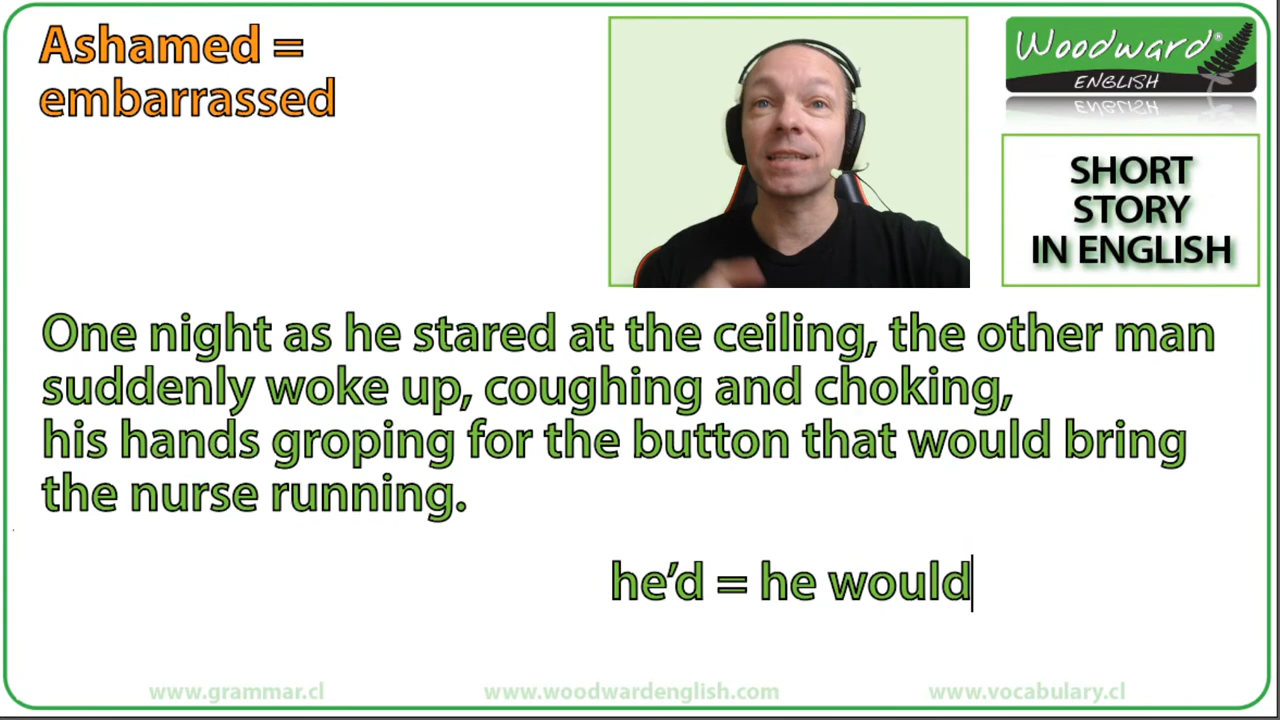 Ashamed =
embarrassed
Woodward®
ENGLISH
SHORT
STORY
IN ENGLISH
One night as he stared at the ceiling, the other man
suddenly woke up, coughing and choking,
his hands groping for the button that would bring
the nurse running.
he’d = he would
www.grammar.cl
www.woodwardenglish.com
www.vocabulary.cl